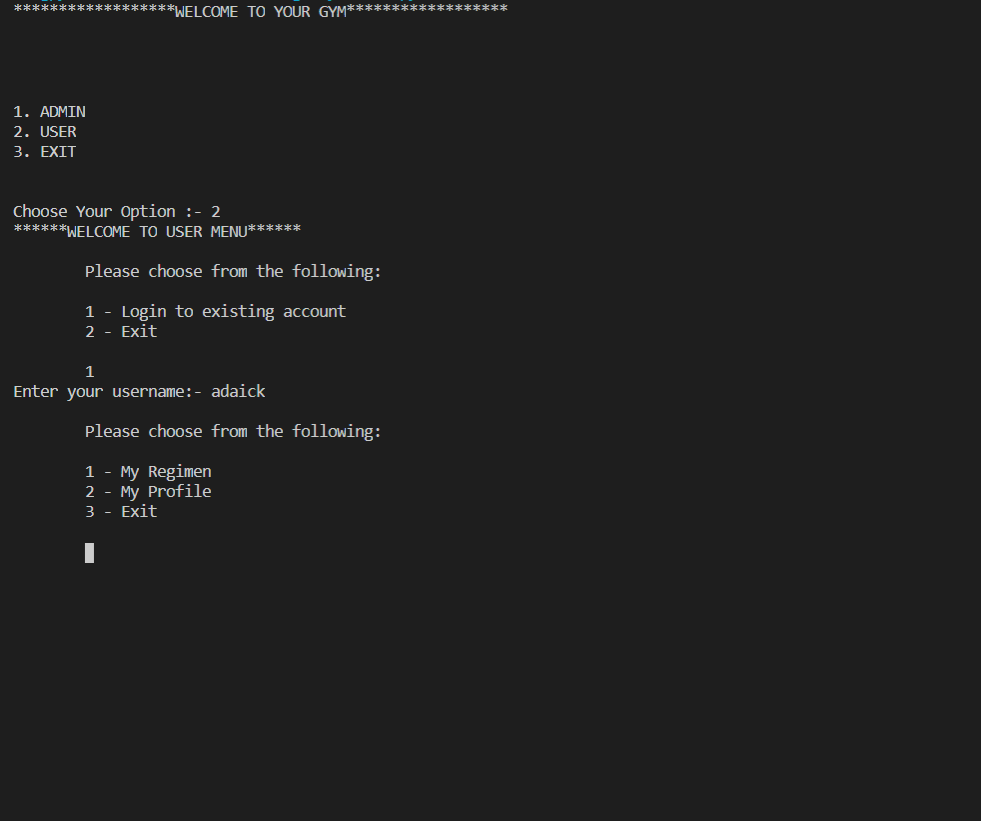 ******************WELCOME TO YOUR GYM******************
1. ADMIN
2. USER
3. EXIT
Choose Your Option :- 2
******WELCOME TO USER MENU******
Please choose from the following:
1 - Login to existing account
2 - Exit
1
Enter your username:- adaick
Please choose from the following:
1 - My Regimen
2 - My Profile
3 - Exit